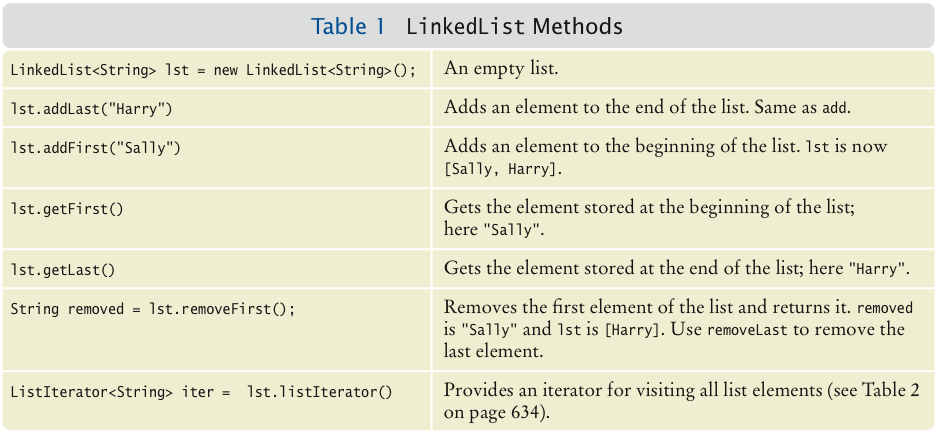 Table 1 LinkedList Methods
LinkedList<String> lst = new LinkedList<String>();
An empty list.
lst.addLast("Harry")
Adds an element to the end of the list. Same as add.
lst.addFirst("Sally")
Adds an element to the beginning of the list. lst is now
[Sally, Harry].
lst.getFirst()
Gets the element stored at the beginning of the list;
here "Sally".
lst.getLast()
Gets the element stored at the end of the list; here "Harry".
String removed = lst.removeFirst();
Removes the first element of the list and returns it. removed
is "Sally" and lst is [Harry]. Use removeLast to remove the
last element.
ListIterator<String> iter = lst.listIterator()
Provides an iterator for visiting all list elements (see Table 2
on page 634).